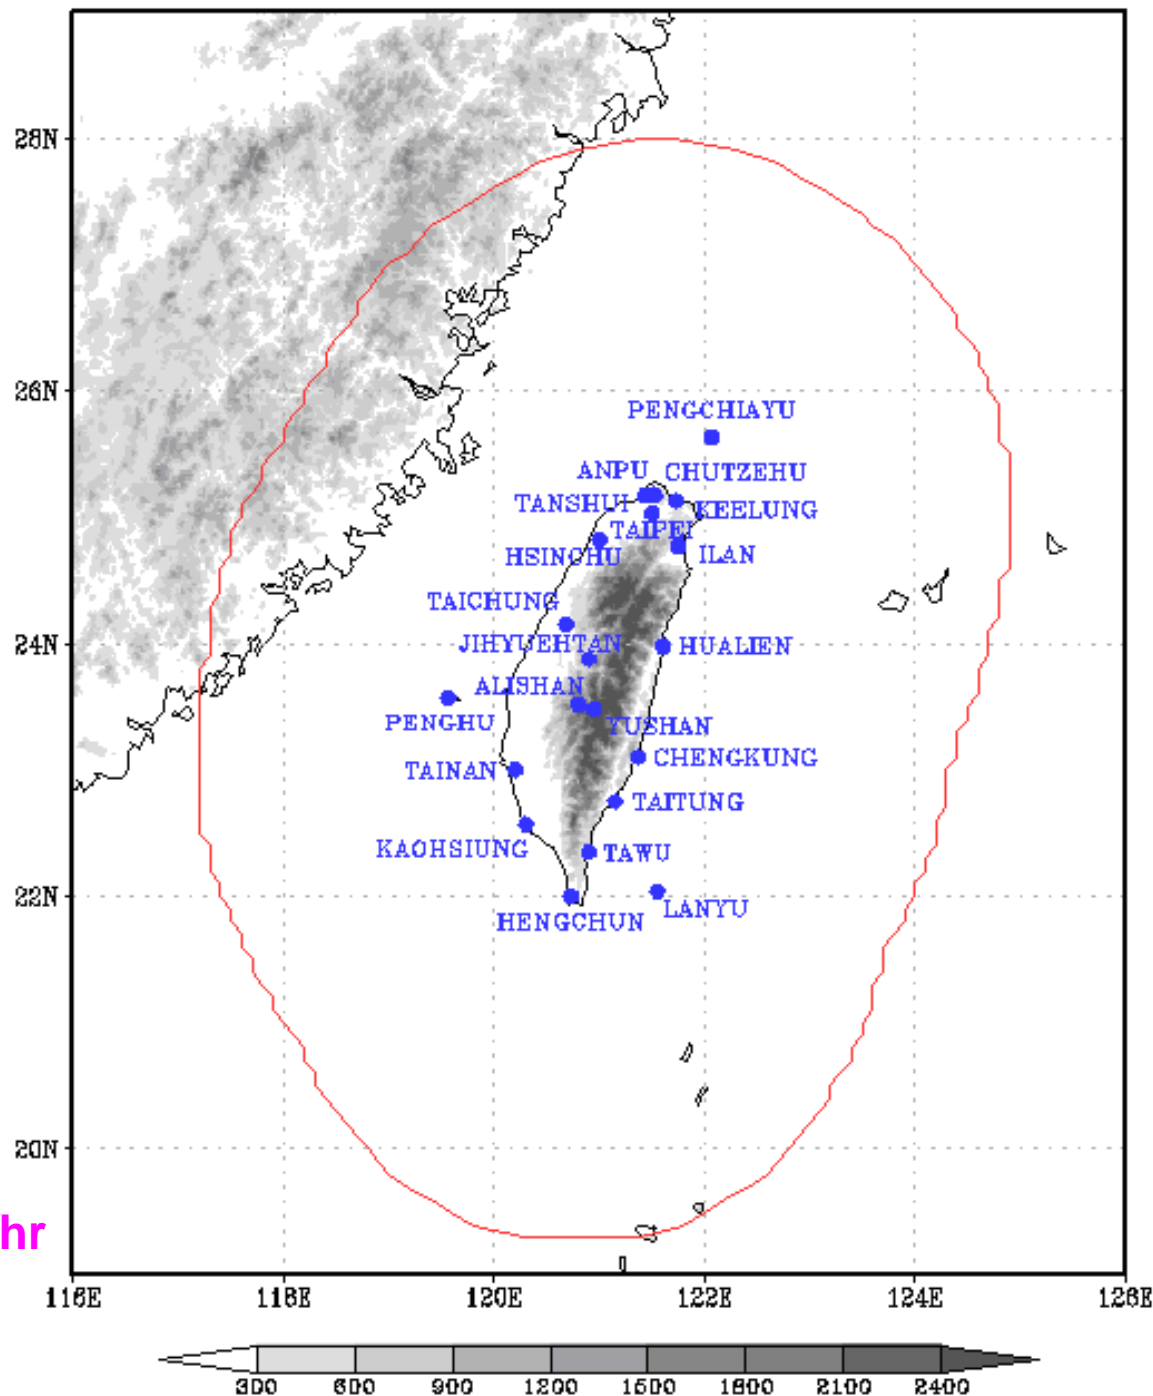 28N
26N
PENGCHIAYU
ANPU CHUTZEHU
TANSHUI KEELUNG
TAIPEI
HSINCHU ILAN
TAICHUNG
24N JIHYUEHTAN HUALIEN
ALISHAN
PENGHU YUSHAN
TAINAN CHENGKUNG
TAITUNG
KAOHSIUNG TAWU
22N LANYU
HENGCHUN
20N
hr
116E 118E 120E 122E 124E 126E
300 600 900 1200 1500 1800 2100 2400